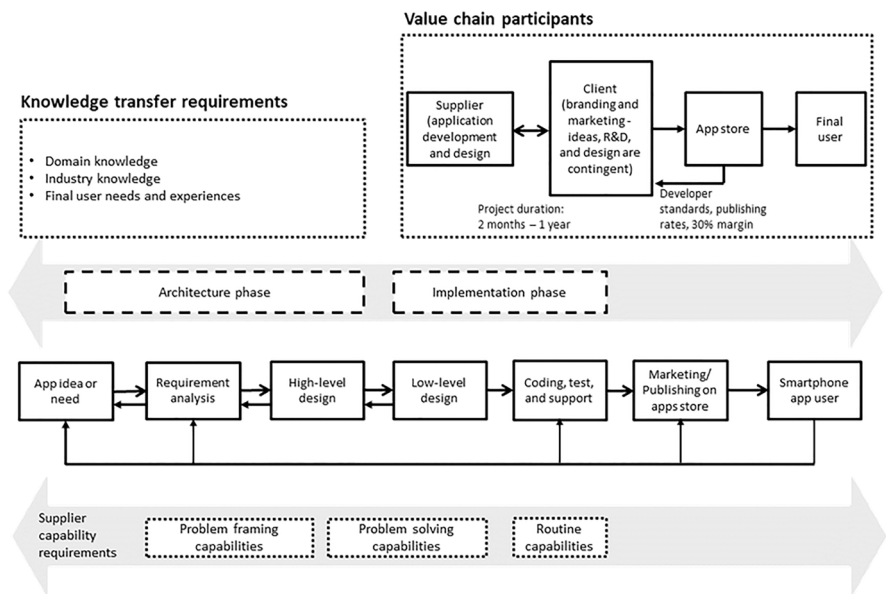 Value chain participants
Knowledge transfer requirements
• Domain knowledge
• Industry knowledge
• Final user needs and experiences
Supplier
(application
development
and design
Client
(branding and
marketing -
ideas, R&D,
and design are
contingent)
App store
Final
user
Project duration:
2 months – 1 year
Developer
standards, publishing
rates, 30% margin
Architecture phase
Implementation phase
App idea or
need
Requirement
analysis
High-level
design
Low-level
design
Coding, test,
and support
Marketing/
Publishing on
apps store
Smartphone
app user
Supplier
capability
requirements
Problem framing
capabilities
Problem solving
capabilities
Routine
capabilities